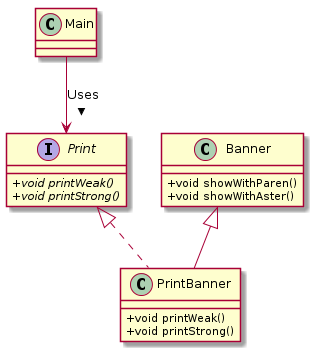 C Main
Uses
▼
I Print
+void printWeak()
+void printStrong()
C Banner
+void showWithParen()
+void showWithAster()
C PrintBanner
+void printWeak()
+void printStrong()